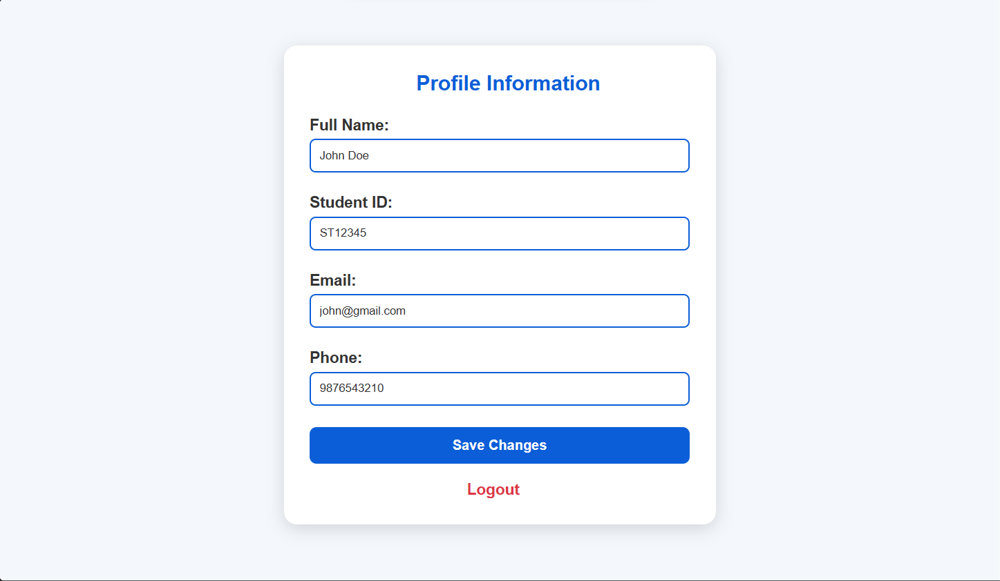 Profile Information
Full Name:
John Doe
Student ID:
ST12345
Email:
john@gmail.com
Phone:
9876543210
Save Changes
Logout